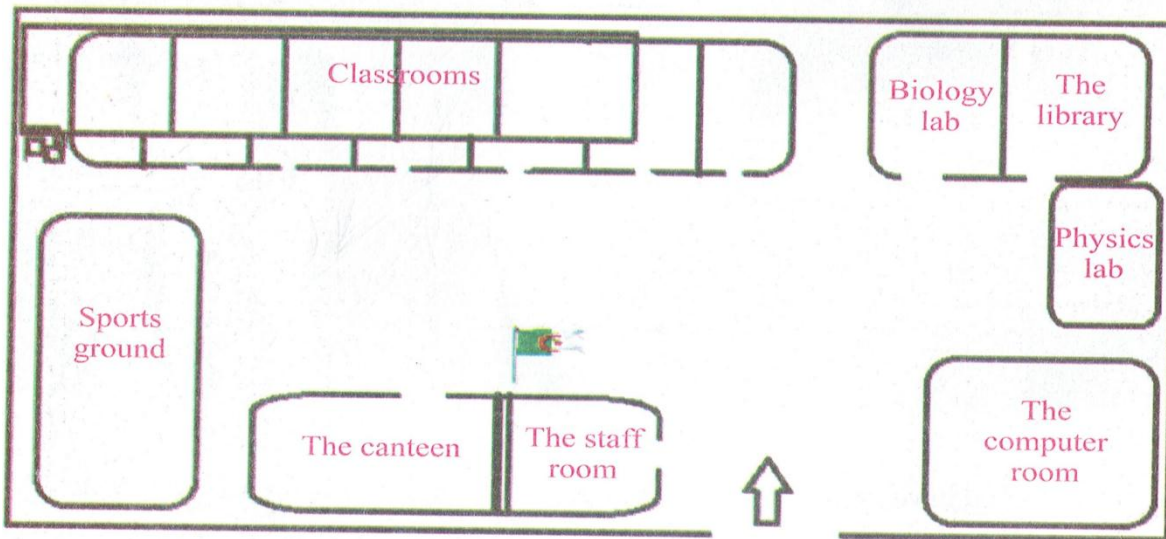 Classrooms
Biology
lab
The
library
Physics
lab
Sports
ground
The canteen
The staff
room
The
computer
room